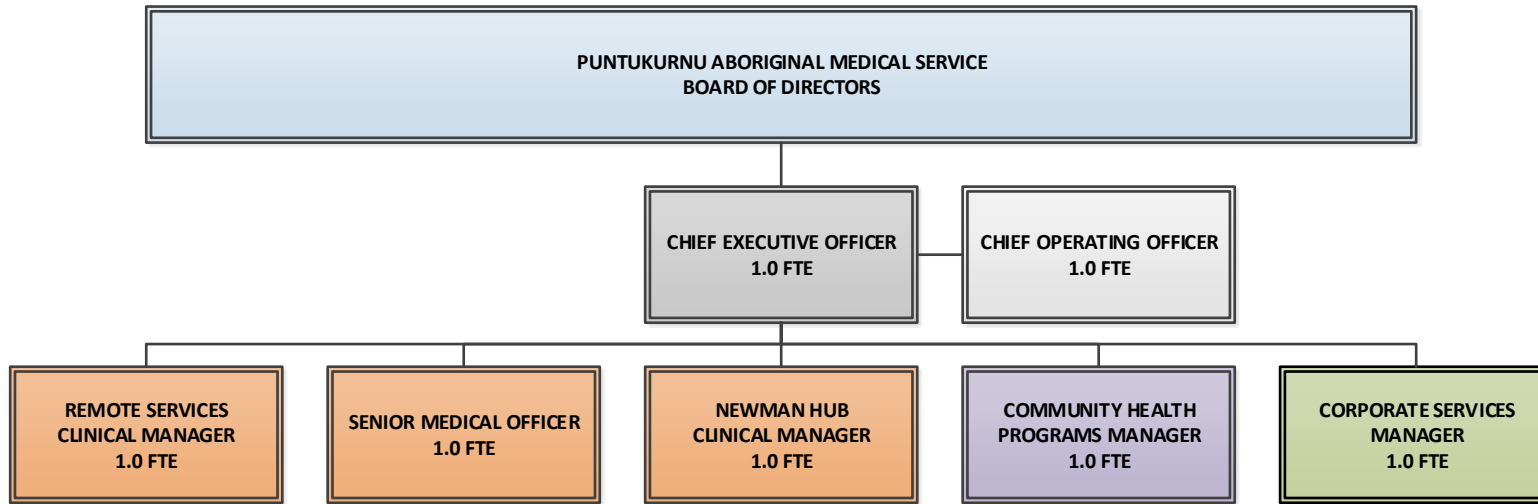 PUNTUKURNU ABORIGINAL MEDICAL SERVICE
BOARD OF DIRECTORS
CHIEF EXECUTIVE OFFICER
1.0 FTE
CHIEF OPERATING OFFICER
1.0 FTE
REMOTE SERVICES
CLINICAL MANAGER
1.0 FTE
SENIOR MEDICAL OFFICER
1.0 FTE
NEWMAN HUB
CLINICAL MANAGER
1.0 FTE
COMMUNITY HEALTH
PROGRAMS MANAGER
1.0 FTE
CORPORATE SERVICES
MANAGER
1.0 FTE